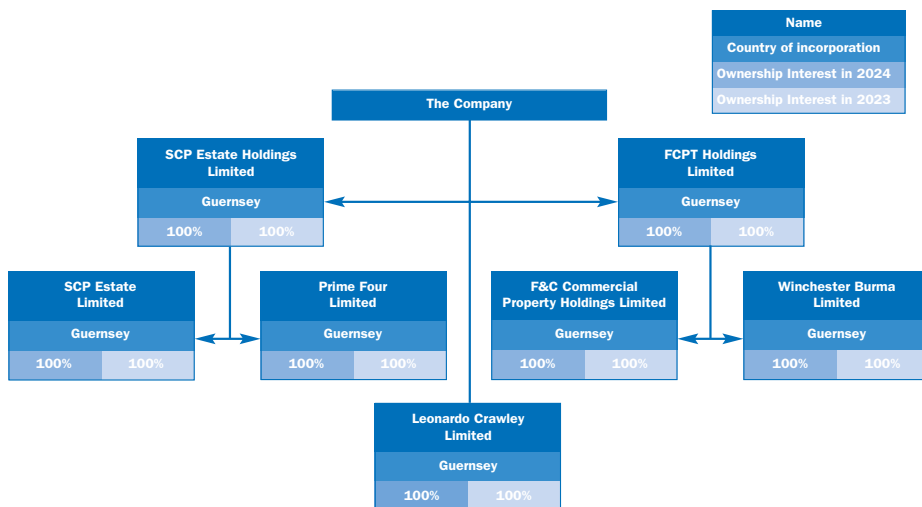 Name
Country of incorporation
Ownership Interest in 2024
Ownership Interest in 2023
The Company
SCP Estate Holdings
Limited
Guernsey
100% 100%
FCPT Holdings
Limited
Guernsey
100% 100%
SCP Estate
Limited
Guernsey
100% 100%
Prime Four
Limited
Guernsey
100% 100%
F&C Commercial
Property Holdings Limited
Guernsey
100% 100%
Winchester Burma
Limited
Guernsey
100% 100%
Leonardo Crawley
Limited
Guernsey
100% 100%